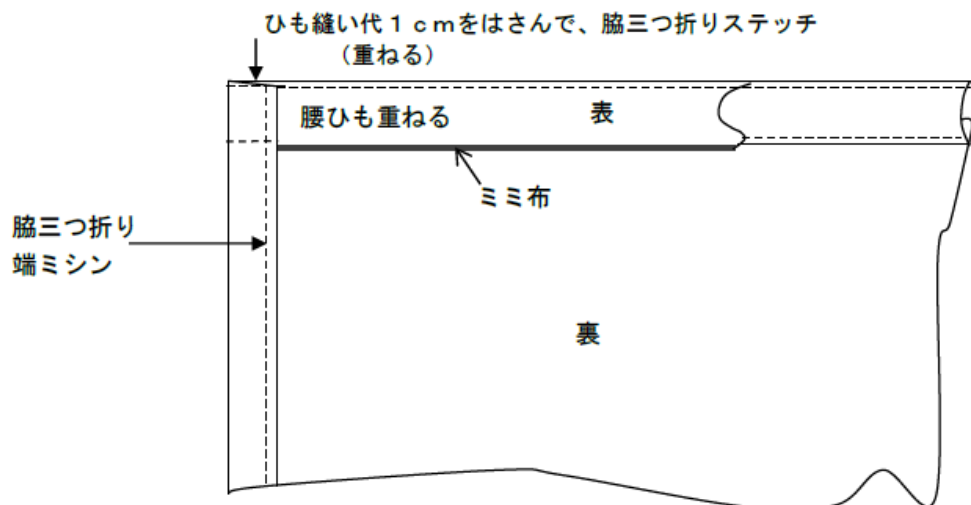 ひも縫い代１ｃｍをはさんで、脇三つ折りステッチ
（重ねる）
腰ひも重ねる
表
ミミ布
脇三つ折り
端ミシン
裏